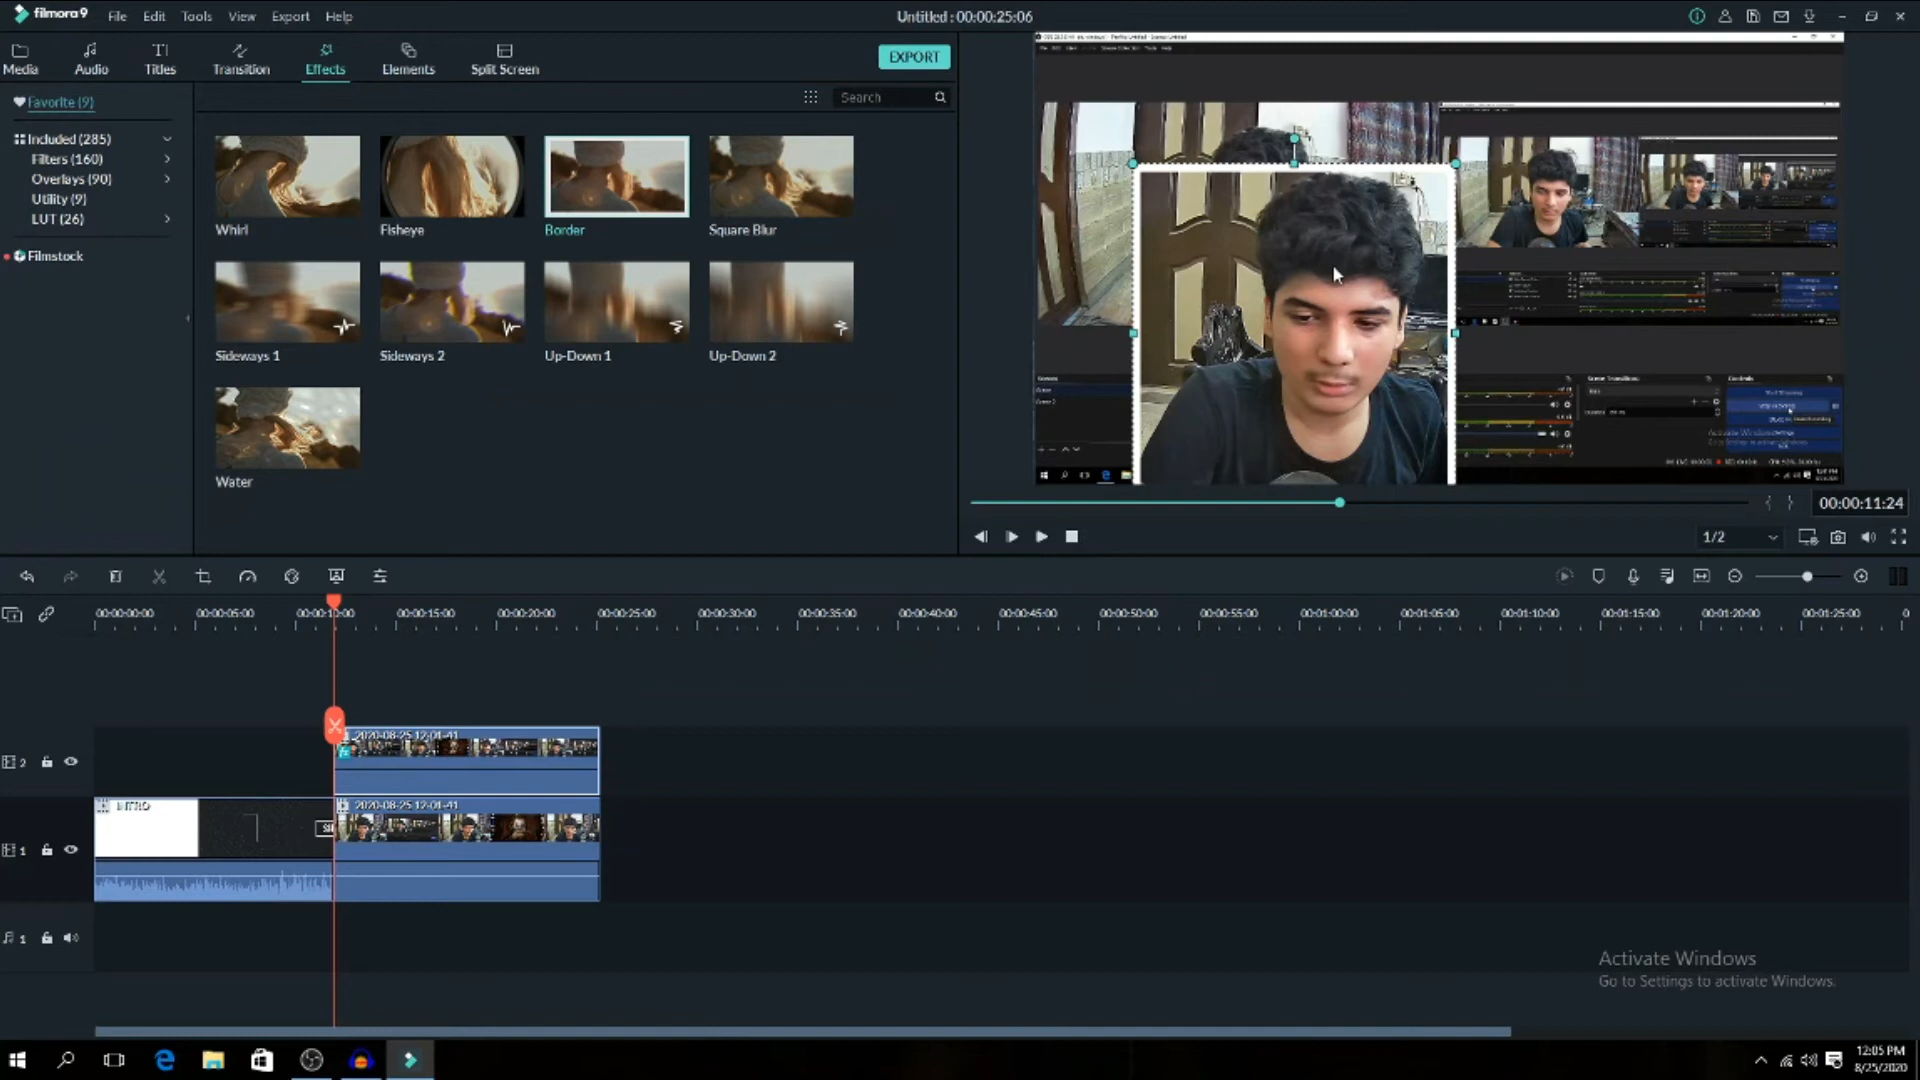 filmora9 File Edit Tools View Export Help Untitled : 00:00:25:06
Media Audio Titles Transition Effects Elements Split Screen EXPORT
Favorite (9) Search
Included (285)
Filters (160)
Overlays (90)
Utility (9)
LUT (26)
Filmstock
Whirl Fisheye Border Square Blur
Sideways 1 Sideways 2 Up-Down 1 Up-Down 2
Water
00:00:11:24
1/2
00:00:00:00 00:00:05:00 00:00:10:00 00:00:15:00 00:00:20:00 00:00:25:00 00:00:30:00 00:00:35:00 00:00:40:00 00:00:45:00 00:00:50:00 00:00:55:00 00:01:00:00 00:01:05:00 00:01:10:00 00:01:15:00 00:01:20:00 00:01:25:00 0
2020-08-25 12-01-41
2
INTRO 2020-08-25 12-01-41
1
1
Activate Windows
Go to Settings to activate Windows.
12:05 PM
8/25/2020